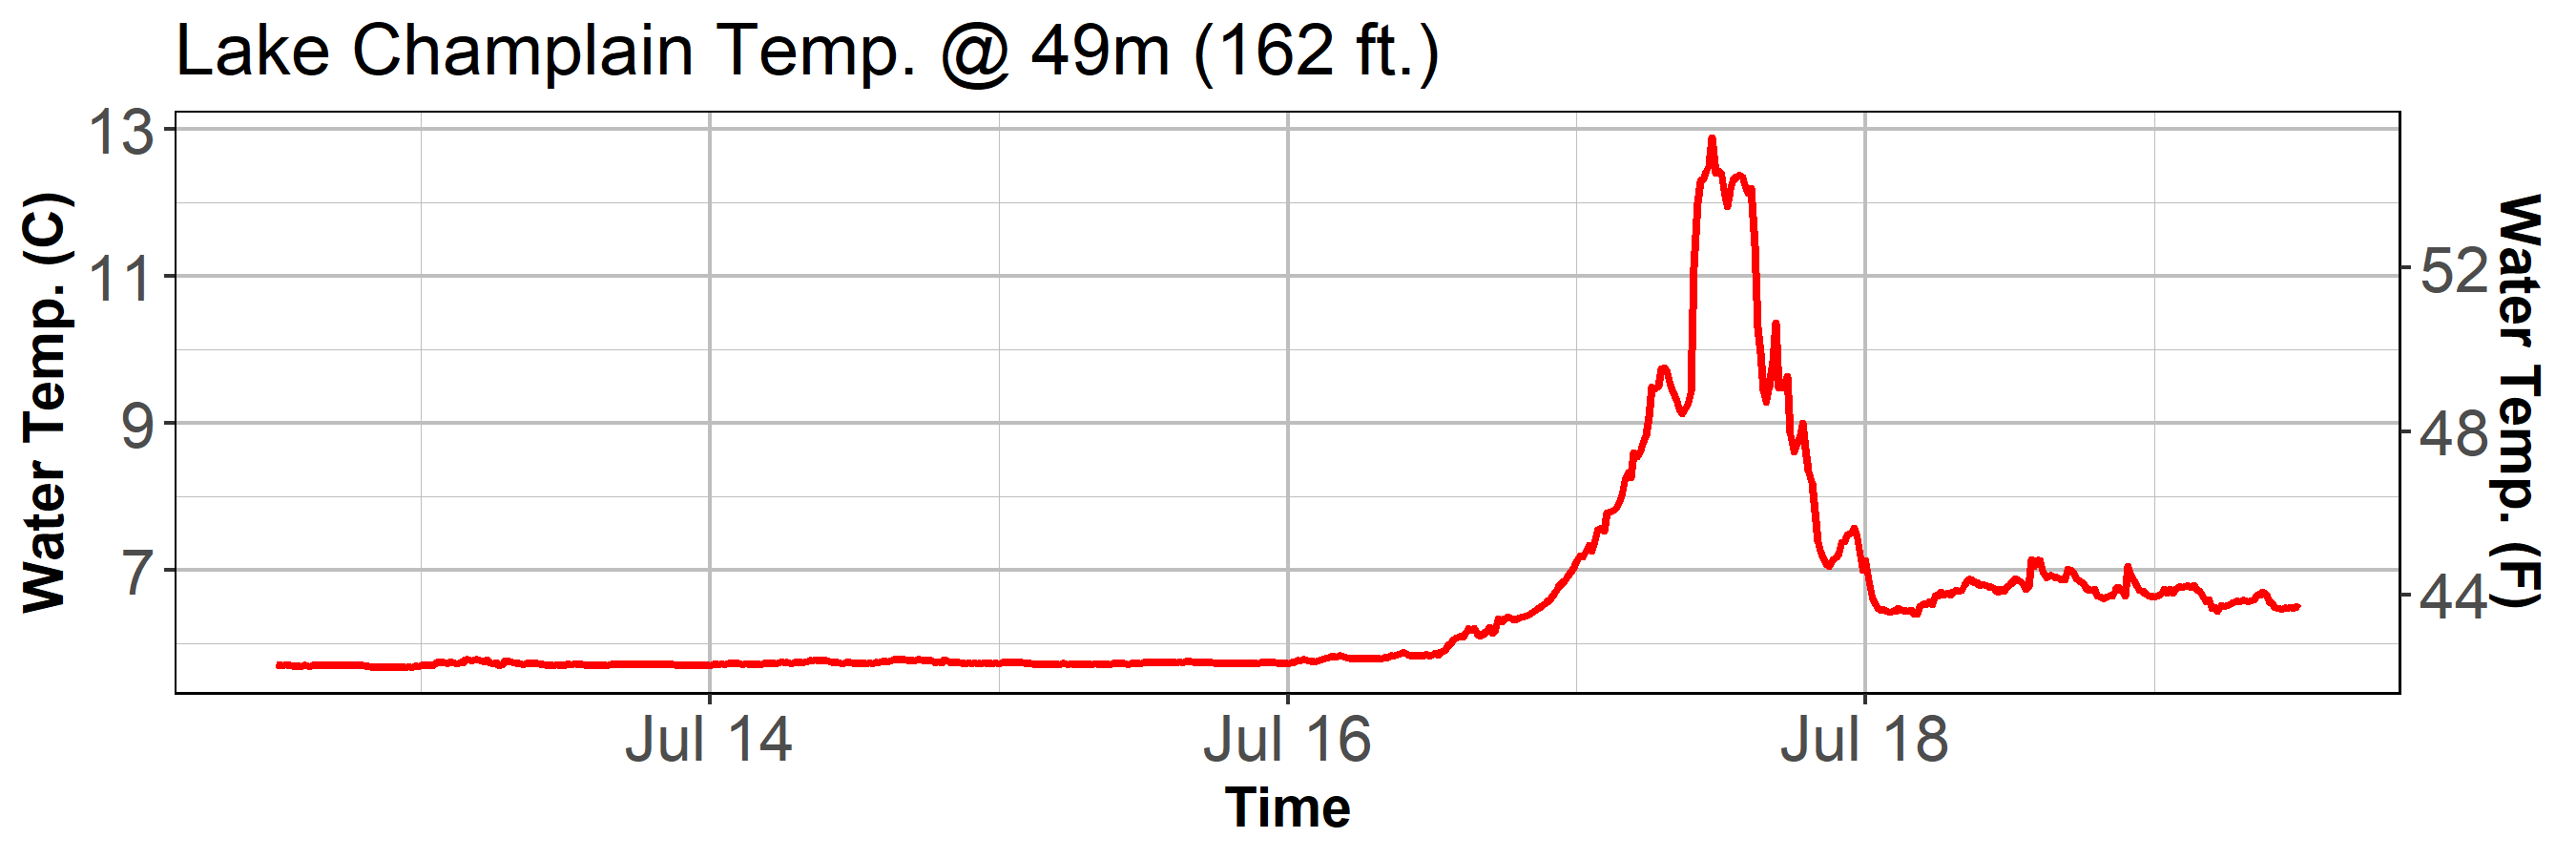 Lake Champlain Temp. @ 49m (162 ft.)
Water Temp. (C)
13
11
9
7
52
48
44
Water Temp. (F)
Jul 14
Jul 16
Jul 18
Time